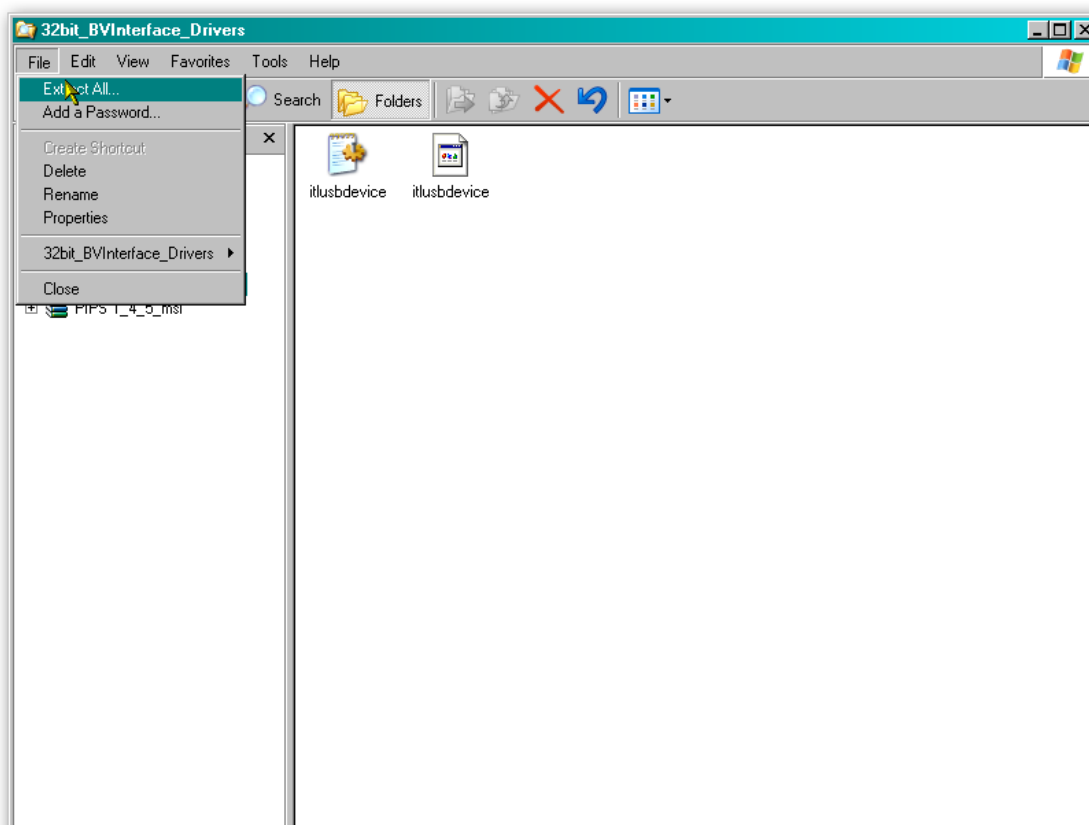 32bit_BVInterface_Drivers
File Edit View Favorites Tools Help
Extract All...
Search Folders
Add a Password...
Create Shortcut
Delete
Rename
Properties
32bit_BVInterface_Drivers
Close
itlusbdevice itlusbdevice